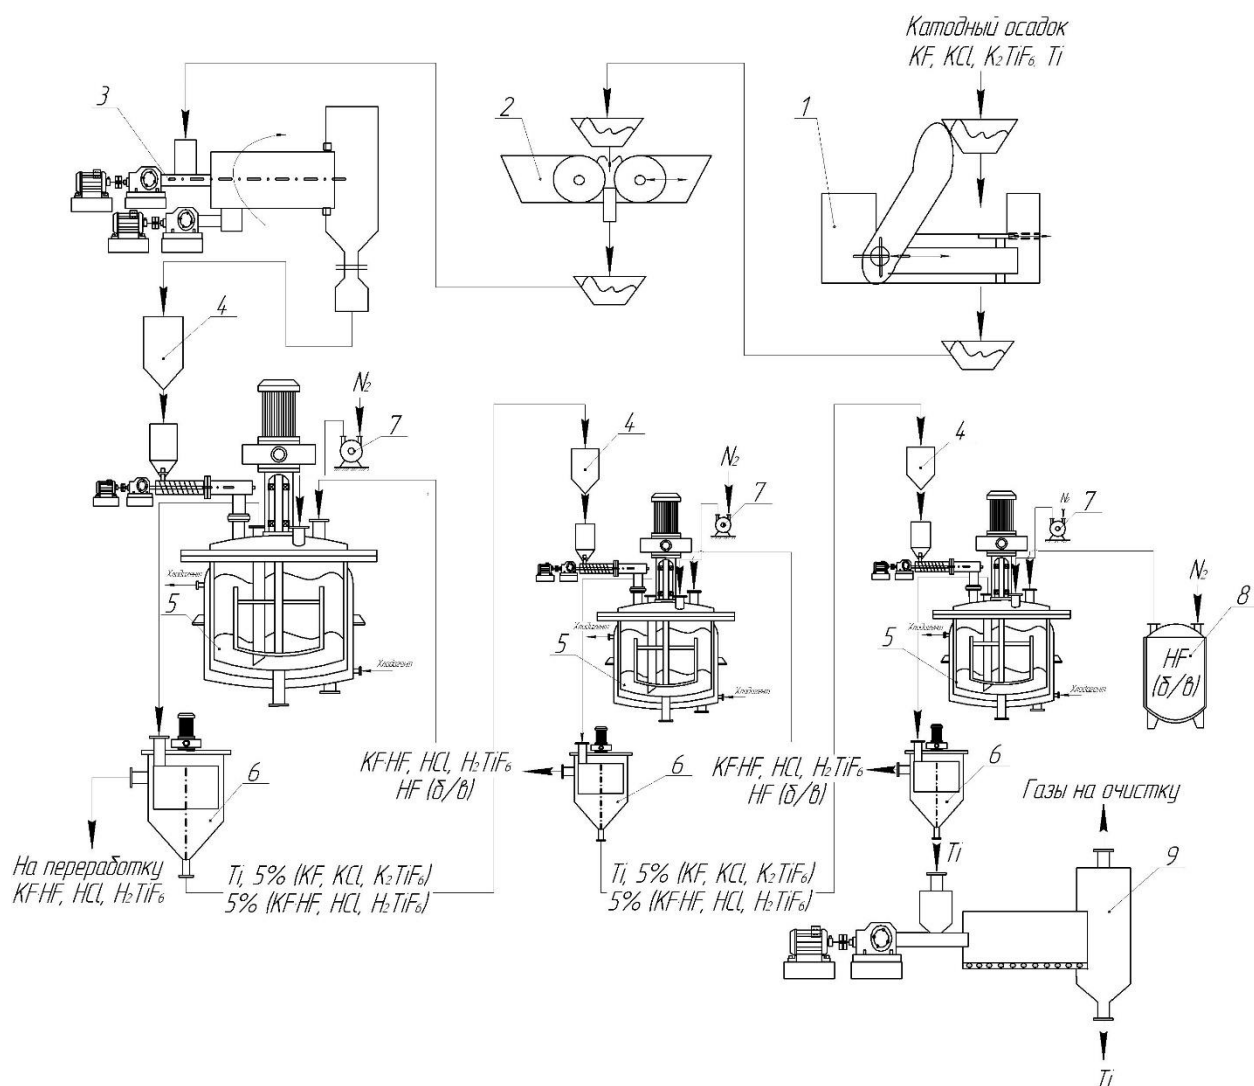 Катодный осадок
KF, KCl, K₂TiF₆, Ti
3
2
1
4
N₂
7
4
N₂
7
4
N₂
7
N₂
8
HF
(б/в)
Хладагент
5
Хладагент
Хладагент
5
Хладагент
Хладагент
5
Хладагент
6
KF·HF, HCl, H₂TiF₆
HF (б/в)
6
KF·HF, HCl, H₂TiF₆
HF (б/в)
6
Газы на очистку
На переработку
KF·HF, HCl, H₂TiF₆
Ti, 5% (KF, KCl, K₂TiF₆)
5% (KF·HF, HCl, H₂TiF₆)
Ti, 5% (KF, KCl, K₂TiF₆)
5% (KF·HF, HCl, H₂TiF₆)
Ti
9
Ti